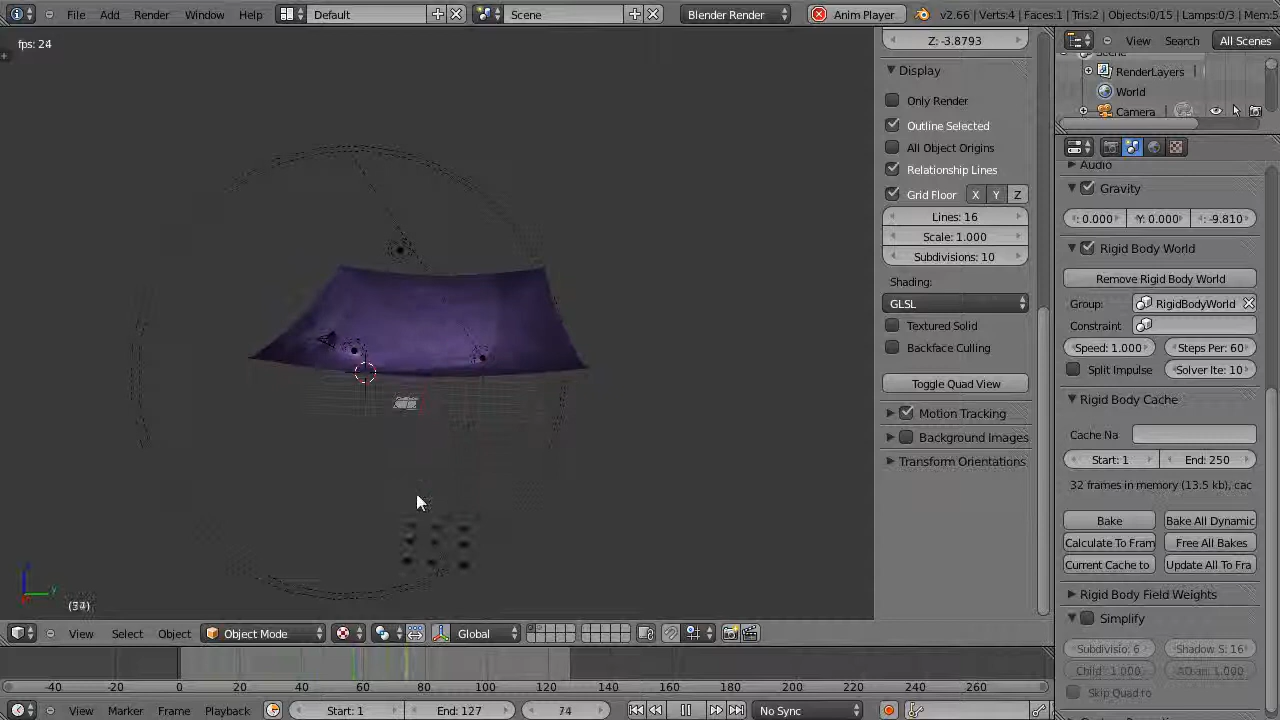 File Add Render Window Help Default Scene Blender Render Anim Player v2.66 | Verts:4 | Faces:1 | Tris:2 | Objects:0/15 | Lamps:0/3 | Mem:5
fps: 24
Z: -3.8793
Display
Only Render
Outline Selected
All Object Origins
Relationship Lines
Grid Floor X Y Z
Lines: 16
Scale: 1.000
Subdivisions: 10
Shading:
GLSL
Textured Solid
Backface Culling
Toggle Quad View
Motion Tracking
Background Images
Transform Orientations
View Search All Scenes
Scene
RenderLayers
World
Camera
Audio
Gravity
: 0.000 Y: 0.000 : -9.810
Rigid Body World
Remove Rigid Body World
Group: RigidBodyWorld
Constraint
Speed: 1.000 Steps Per: 60
Split Impulse Solver Ite: 10
Rigid Body Cache
Cache Na
Start: 1 End: 250
32 frames in memory (13.5 kb), cac
Bake Bake All Dynamic
Calculate To Fram Free All Bakes
Current Cache to Update All To Fra
Rigid Body Field Weights
Simplify
Subdivisio: 6 Shadow S: 16
Child: 1.000 AO an: 1.000
Skip Quad to
View Select Object Object Mode Global
-40 -20 0 20 40 60 80 100 120 140 160 180 200 220 240 260
View Marker Frame Playback Start: 1 End: 127 74 No Sync